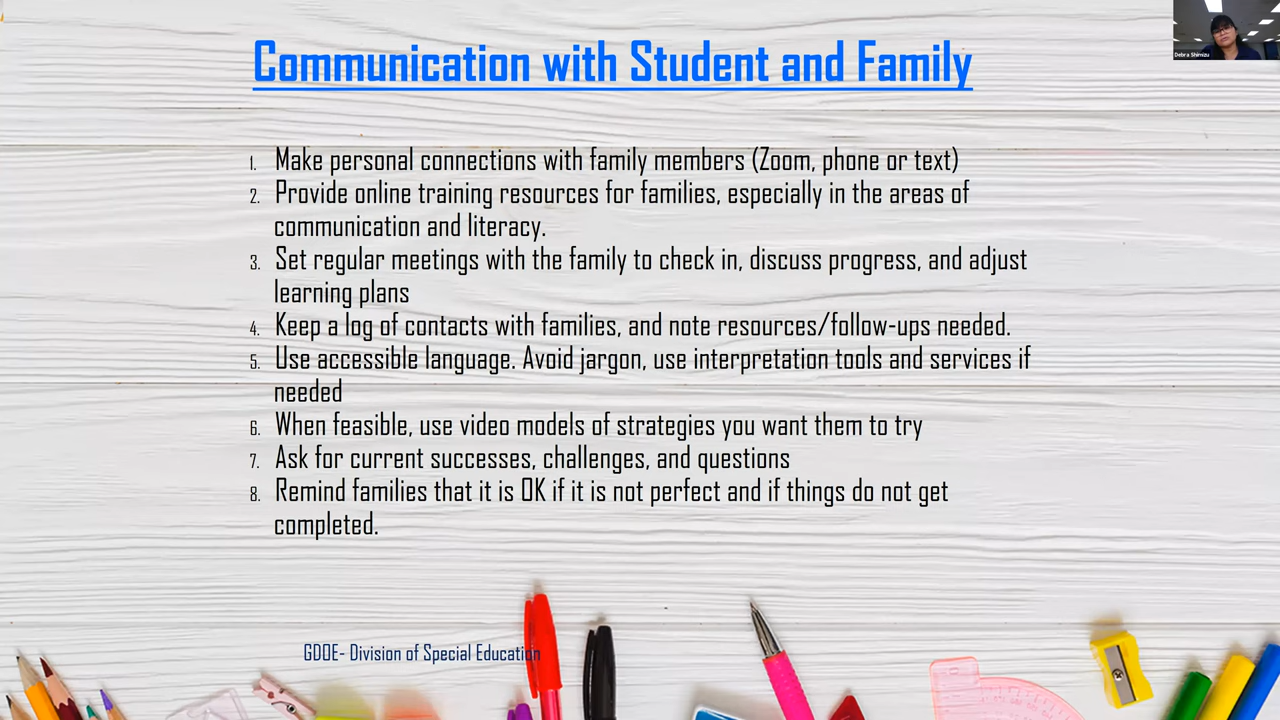 Communication with Student and Family
Debra Shimizu
1. Make personal connections with family members (Zoom, phone or text)
2. Provide online training resources for families, especially in the areas of
communication and literacy.
3. Set regular meetings with the family to check in, discuss progress, and adjust
learning plans
4. Keep a log of contacts with families, and note resources/follow-ups needed.
5. Use accessible language. Avoid jargon, use interpretation tools and services if
needed
6. When feasible, use video models of strategies you want them to try
7. Ask for current successes, challenges, and questions
8. Remind families that it is OK if it is not perfect and if things do not get
completed.
GDOE- Division of Special Education